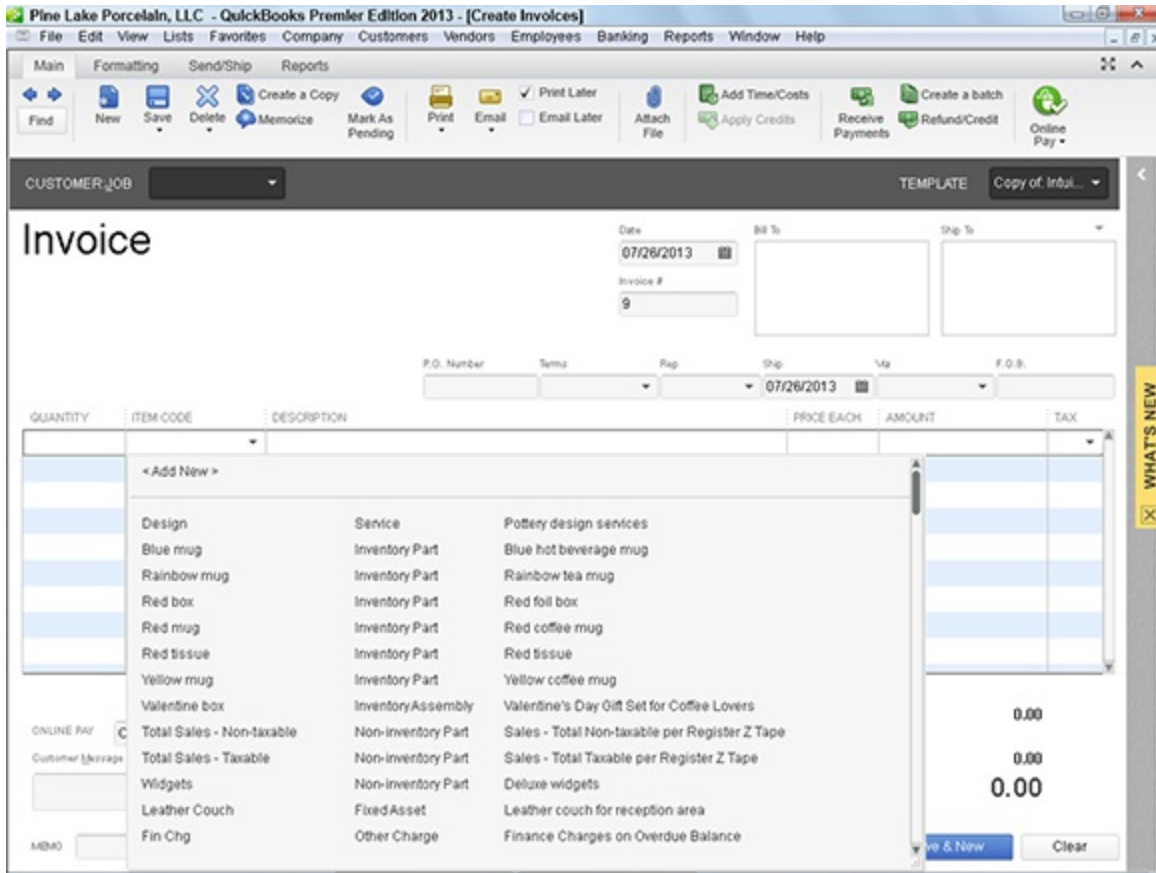 Pine Lake Porcelain, LLC - QuickBooks Premier Edition 2013 - [Create Invoices]
File Edit View Lists Favorites Company Customers Vendors Employees Banking Reports Window Help
Main Formatting Send/Ship Reports
Find New Save Delete Create a Copy Memorize Mark As Pending Print Email Print Later Email Later Attach File Add Time/Costs Apply Credits Receive Payments Create a batch Refund/Credit Online Pay
CUSTOMER:JOB TEMPLATE Copy of: Intui...
Invoice
Date Bill To Ship To
07/26/2013
Invoice #
9
P.O. Number Terms Rep Ship Via F.O.B.
07/26/2013
QUANTITY ITEM CODE DESCRIPTION PRICE EACH AMOUNT TAX
WHAT'S NEW
< Add New >
Design Service Pottery design services
Blue mug Inventory Part Blue hot beverage mug
Rainbow mug Inventory Part Rainbow tea mug
Red box Inventory Part Red foil box
Red mug Inventory Part Red coffee mug
Red tissue Inventory Part Red tissue
Yellow mug Inventory Part Yellow coffee mug
Valentine box Inventory Assembly Valentine's Day Gift Set for Coffee Lovers
0.00
ONLINE PAY C
Total Sales - Non-taxable Non-inventory Part Sales - Total Non-taxable per Register Z Tape
Customer Message
Total Sales - Taxable Non-inventory Part Sales - Total Taxable per Register Z Tape
0.00
Widgets Non-inventory Part Deluxe widgets
0.00
Leather Couch Fixed Asset Leather couch for reception area
Fin Chg Other Charge Finance Charges on Overdue Balance
MEMO ve & New Clear